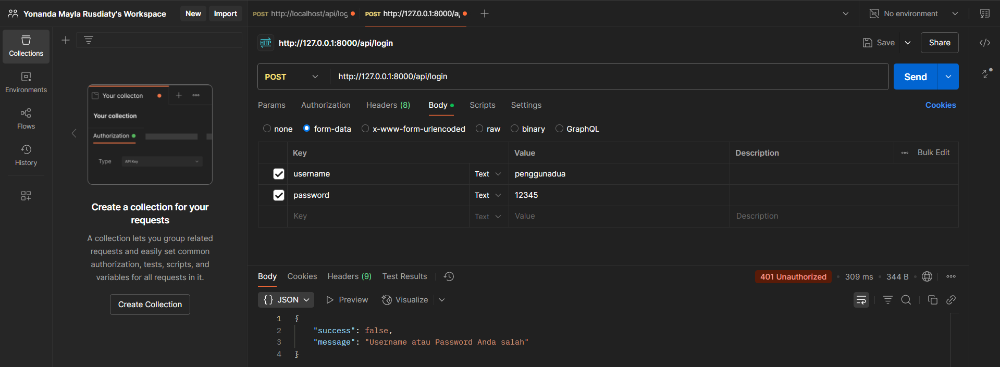 Yonanda Mayla Rusdiaty's Workspace New Import POST http://localhost/api/log POST http://127.0.0.1:8000/a No environment
Collections
Environments
Flows
History
Your collecton
Your collection
Authorization
Type API Key
Create a collection for your
requests
A collection lets you group related
requests and easily set common
authorization, tests, scripts, and
variables for all requests in it.
Create Collection
HTTP http://127.0.0.1:8000/api/login Save Share
POST http://127.0.0.1:8000/api/login Send
Params Authorization Headers (8) Body Scripts Settings Cookies
none form-data x-www-form-urlencoded raw binary GraphQL
Key Value Description Bulk Edit
username Text penggunadua
password Text 12345
Key Text Value Description
Body Cookies Headers (9) Test Results 401 Unauthorized 309 ms 344 B
{} JSON Preview Visualize
1 {
2 "success": false,
3 "message": "Username atau Password Anda salah"
4 }